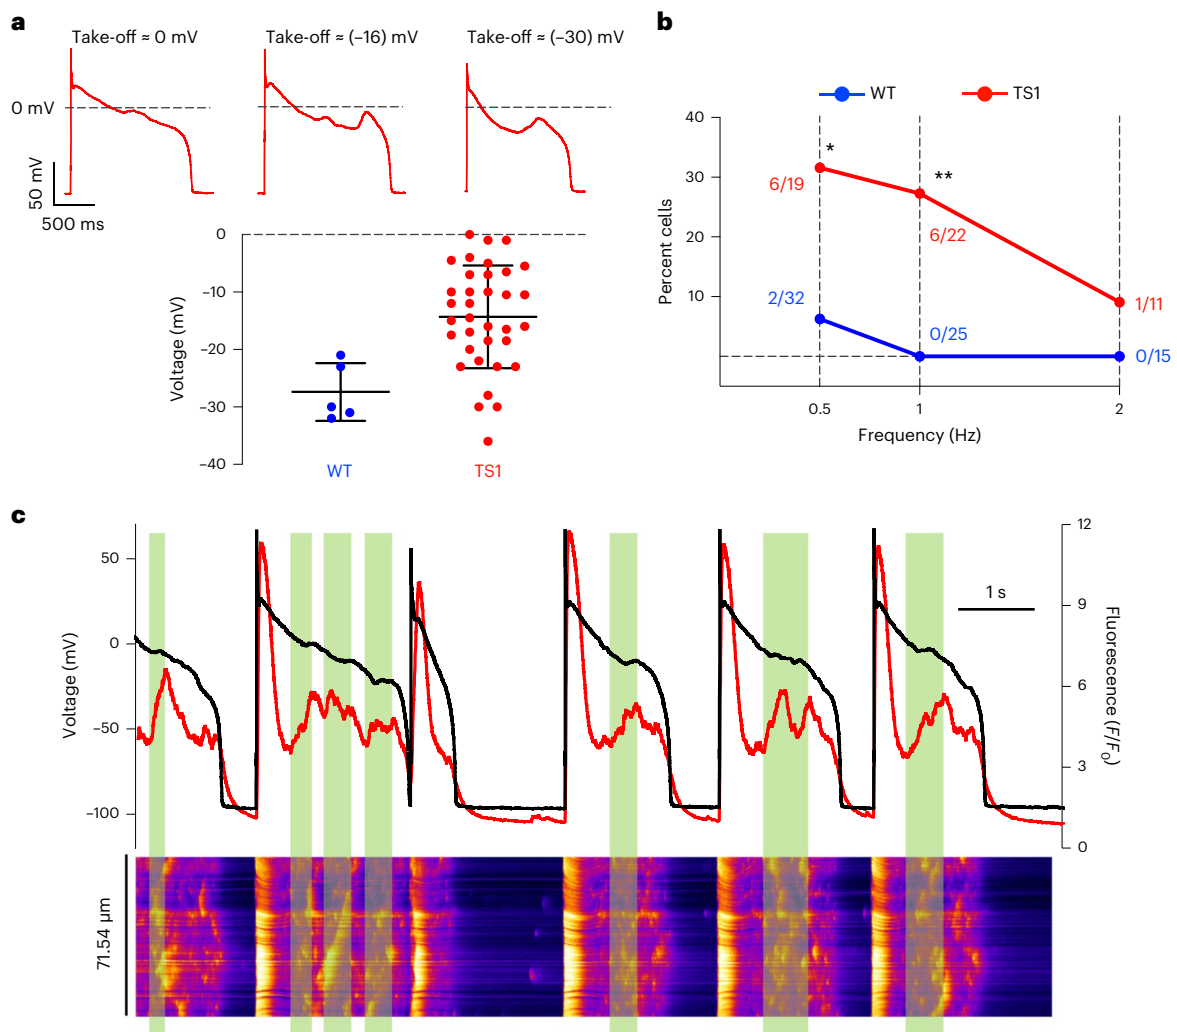 a
Take-off ≈ 0 mV
Take-off ≈ (−16) mV
Take-off ≈ (−30) mV
0 mV
50 mV
500 ms
0
−10
−20
−30
−40
Voltage (mV)
WT
TS1
b
WT
TS1
40
30
20
10
Percent cells
*
**
6/19
6/22
1/11
2/32
0/25
0/15
0.5
1
2
Frequency (Hz)
c
50
0
−50
−100
Voltage (mV)
1 s
12
9
6
3
0
Fluorescence (F/F0)
71.54 µm